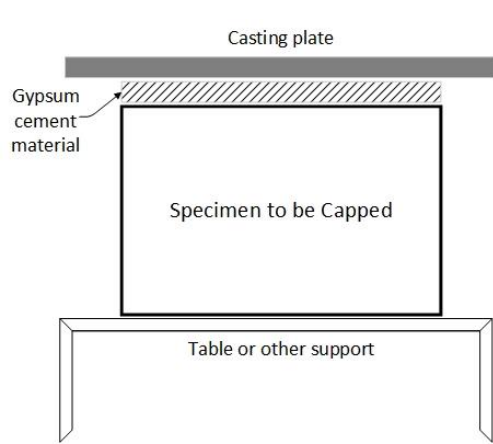 Casting plate
Gypsum
cement
material
Specimen to be Capped
Table or other support